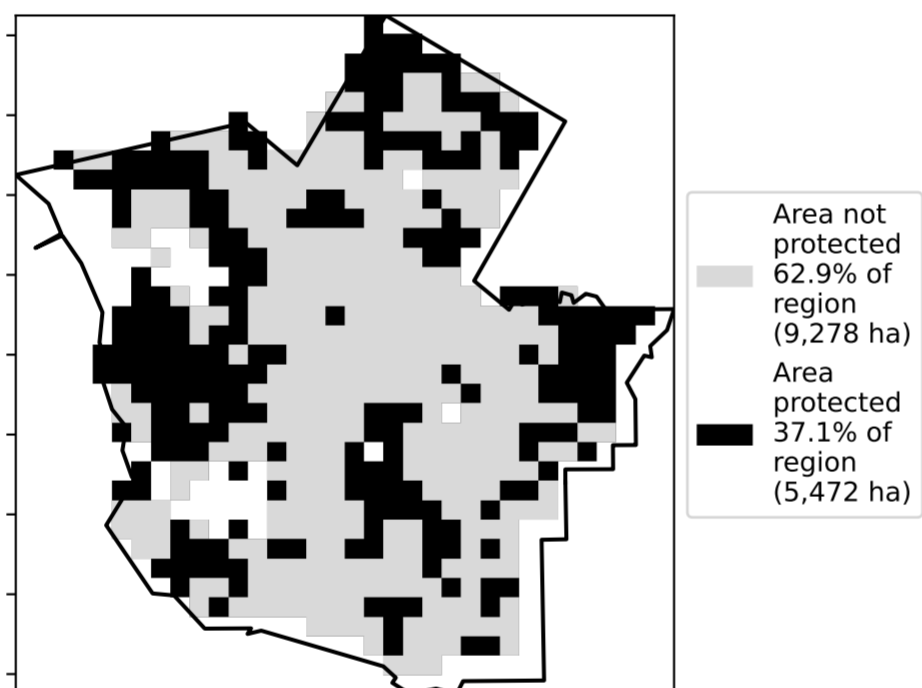 Area not
protected
62.9% of
region
(9,278 ha)
Area
protected
37.1% of
region
(5,472 ha)